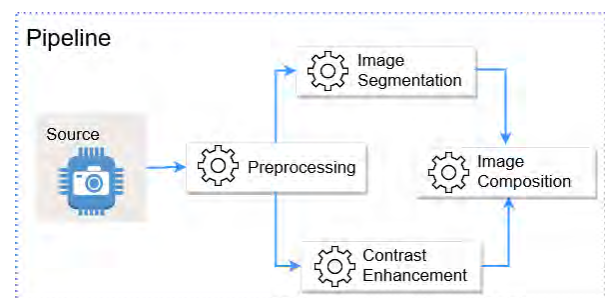 Pipeline
Source
Preprocessing
Image
Segmentation
Contrast
Enhancement
Image
Composition